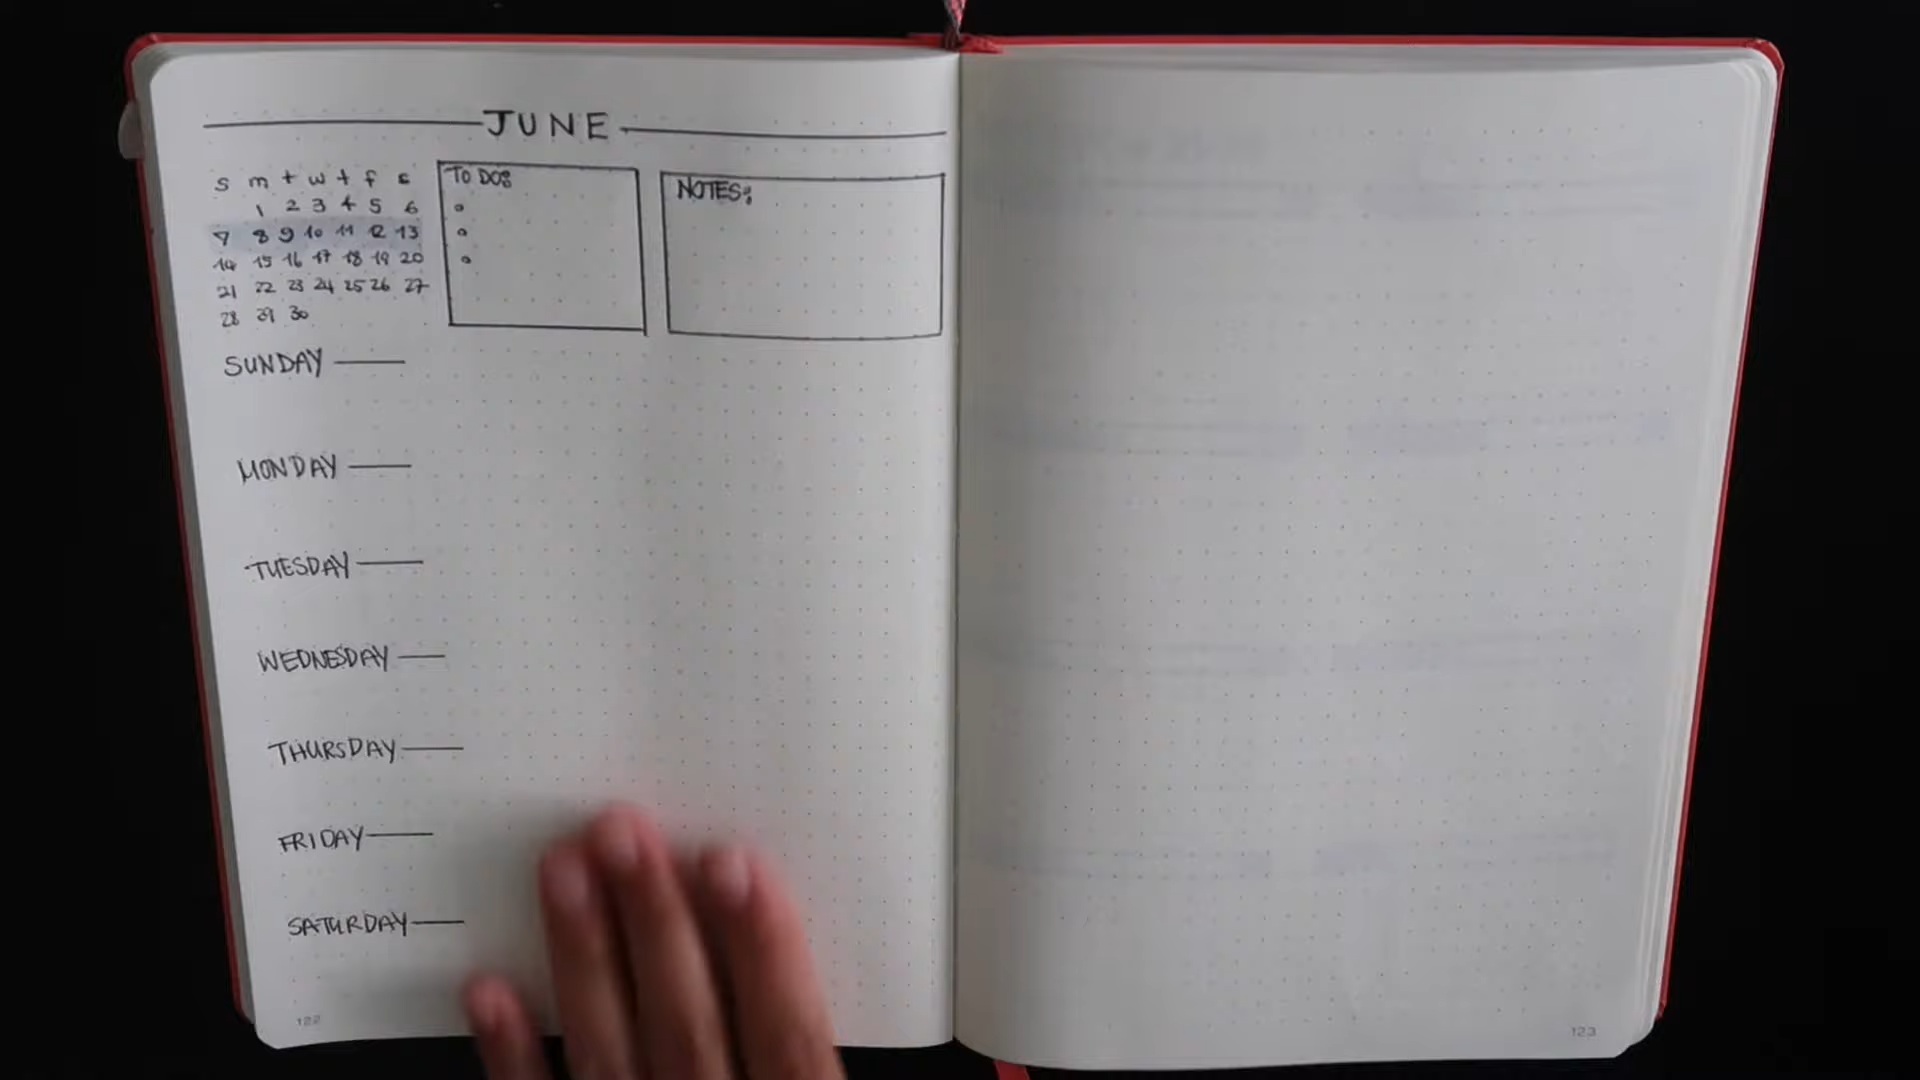 JUNE
s m t w t f s
1 2 3 4 5 6
7 8 9 10 11 12 13
14 15 16 17 18 19 20
21 22 23 24 25 26 27
28 29 30
TO DO:
NOTES:
SUNDAY
MONDAY
TUESDAY
WEDNESDAY
THURSDAY
FRIDAY
SATURDAY
122
123